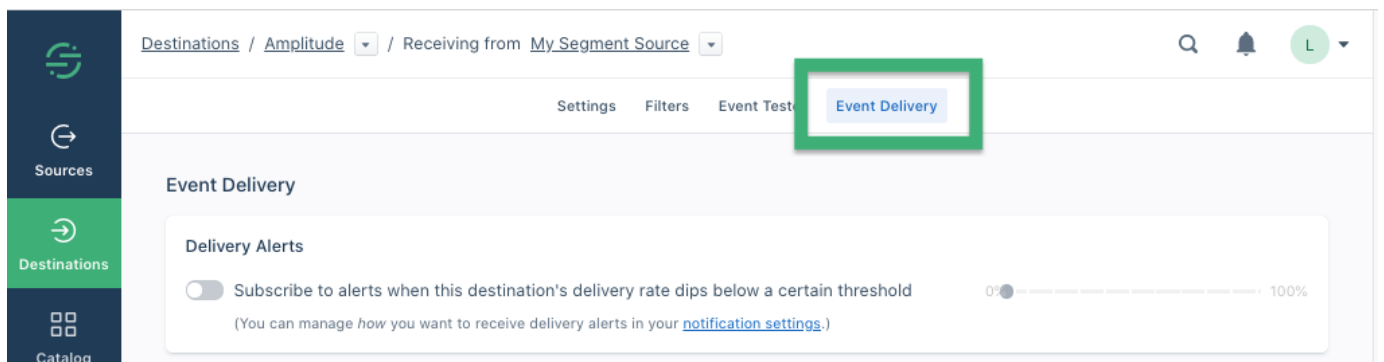 Destinations / Amplitude / Receiving from My Segment Source
L
Settings Filters Event Teste Event Delivery
Sources
Event Delivery
Delivery Alerts
Destinations
Subscribe to alerts when this destination's delivery rate dips below a certain threshold 0% 100%
(You can manage how you want to receive delivery alerts in your notification settings.)
Catalog